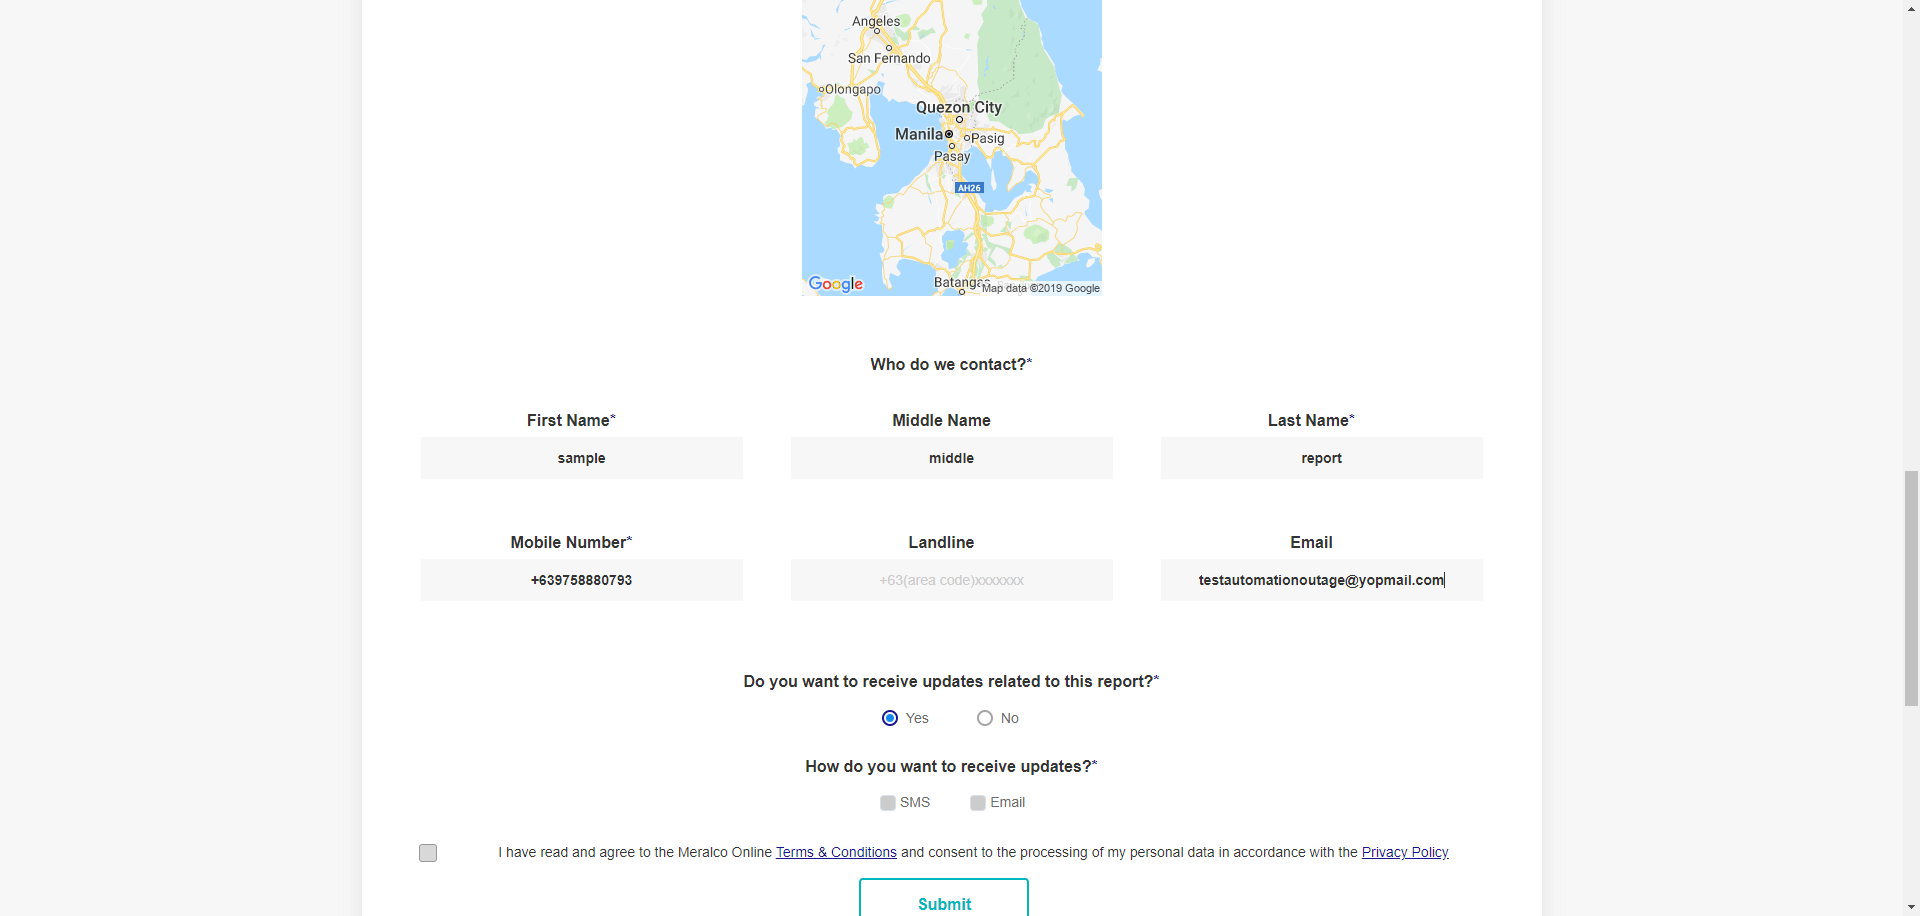 Angeles
San Fernando
Olongapo
Quezon City
Manila
Pasig
Pasay
AH26
Google
Map data ©2019 Google
Who do we contact?*
First Name*
Middle Name
Last Name*
sample
middle
report
Mobile Number*
Landline
Email
+639758880793
+63(area code)xxxxxxx
testautomationoutage@yopmail.com
Do you want to receive updates related to this report?*
Yes
No
How do you want to receive updates?*
SMS
Email
I have read and agree to the Meralco Online Terms & Conditions and consent to the processing of my personal data in accordance with the Privacy Policy
Submit